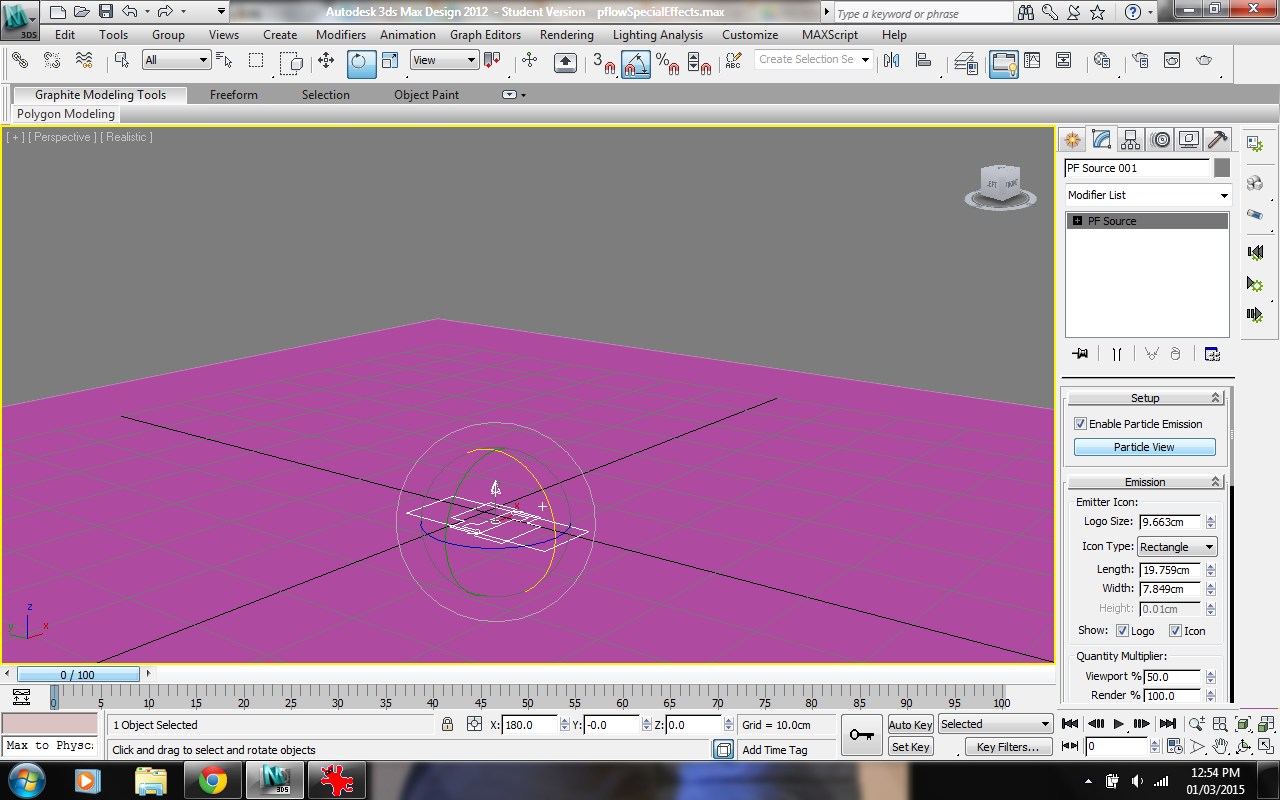 Autodesk 3ds Max Design 2012 - Student Version pflowSpecialEffects.max
Type a keyword or phrase
3DS
Edit Tools Group Views Create Modifiers Animation Graph Editors Rendering Lighting Analysis Customize MAXScript Help
All
View
3
ABC
Create Selection Se
Graphite Modeling Tools Freeform Selection Object Paint
Polygon Modeling
[ + ] [ Perspective ] [ Realistic ]
LEFT
FRONT
PF Source 001
Modifier List
PF Source
Setup
Enable Particle Emission
Particle View
Emission
Emitter Icon:
Logo Size: 9.663cm
Icon Type: Rectangle
Length: 19.759cm
Width: 7.849cm
Height: 0.01cm
Show: Logo Icon
Quantity Multiplier:
Viewport % 50.0
Render % 100.0
z
y
x
0 / 100
0 5 10 15 20 25 30 35 40 45 50 55 60 65 70 75 80 85 90 95 100
1 Object Selected
X: 180.0 Y: -0.0 Z: 0.0
Grid = 10.0cm
Auto Key
Selected
Max to Physc:
Click and drag to select and rotate objects
Add Time Tag
Set Key
Key Filters...
0
3DS
12:54 PM
01/03/2015